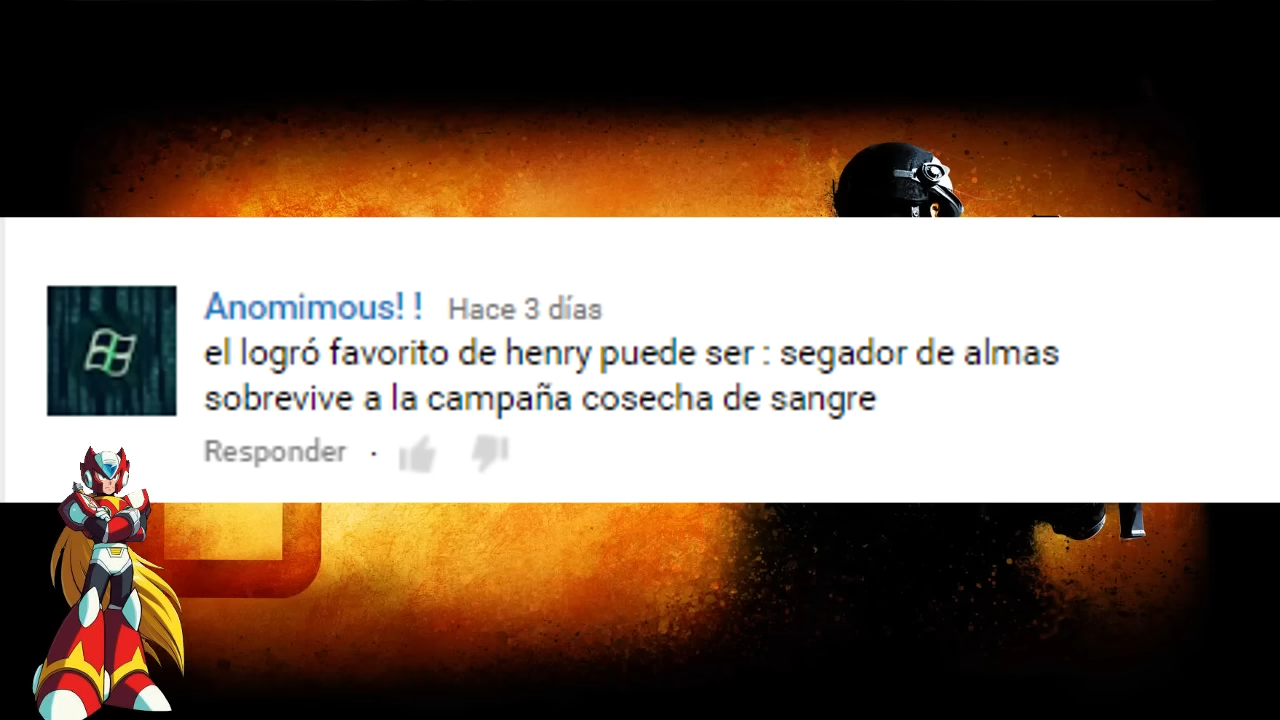 Anomimous! ! Hace 3 días
el logró favorito de henry puede ser : segador de almas
sobrevive a la campaña cosecha de sangre
Responder ·